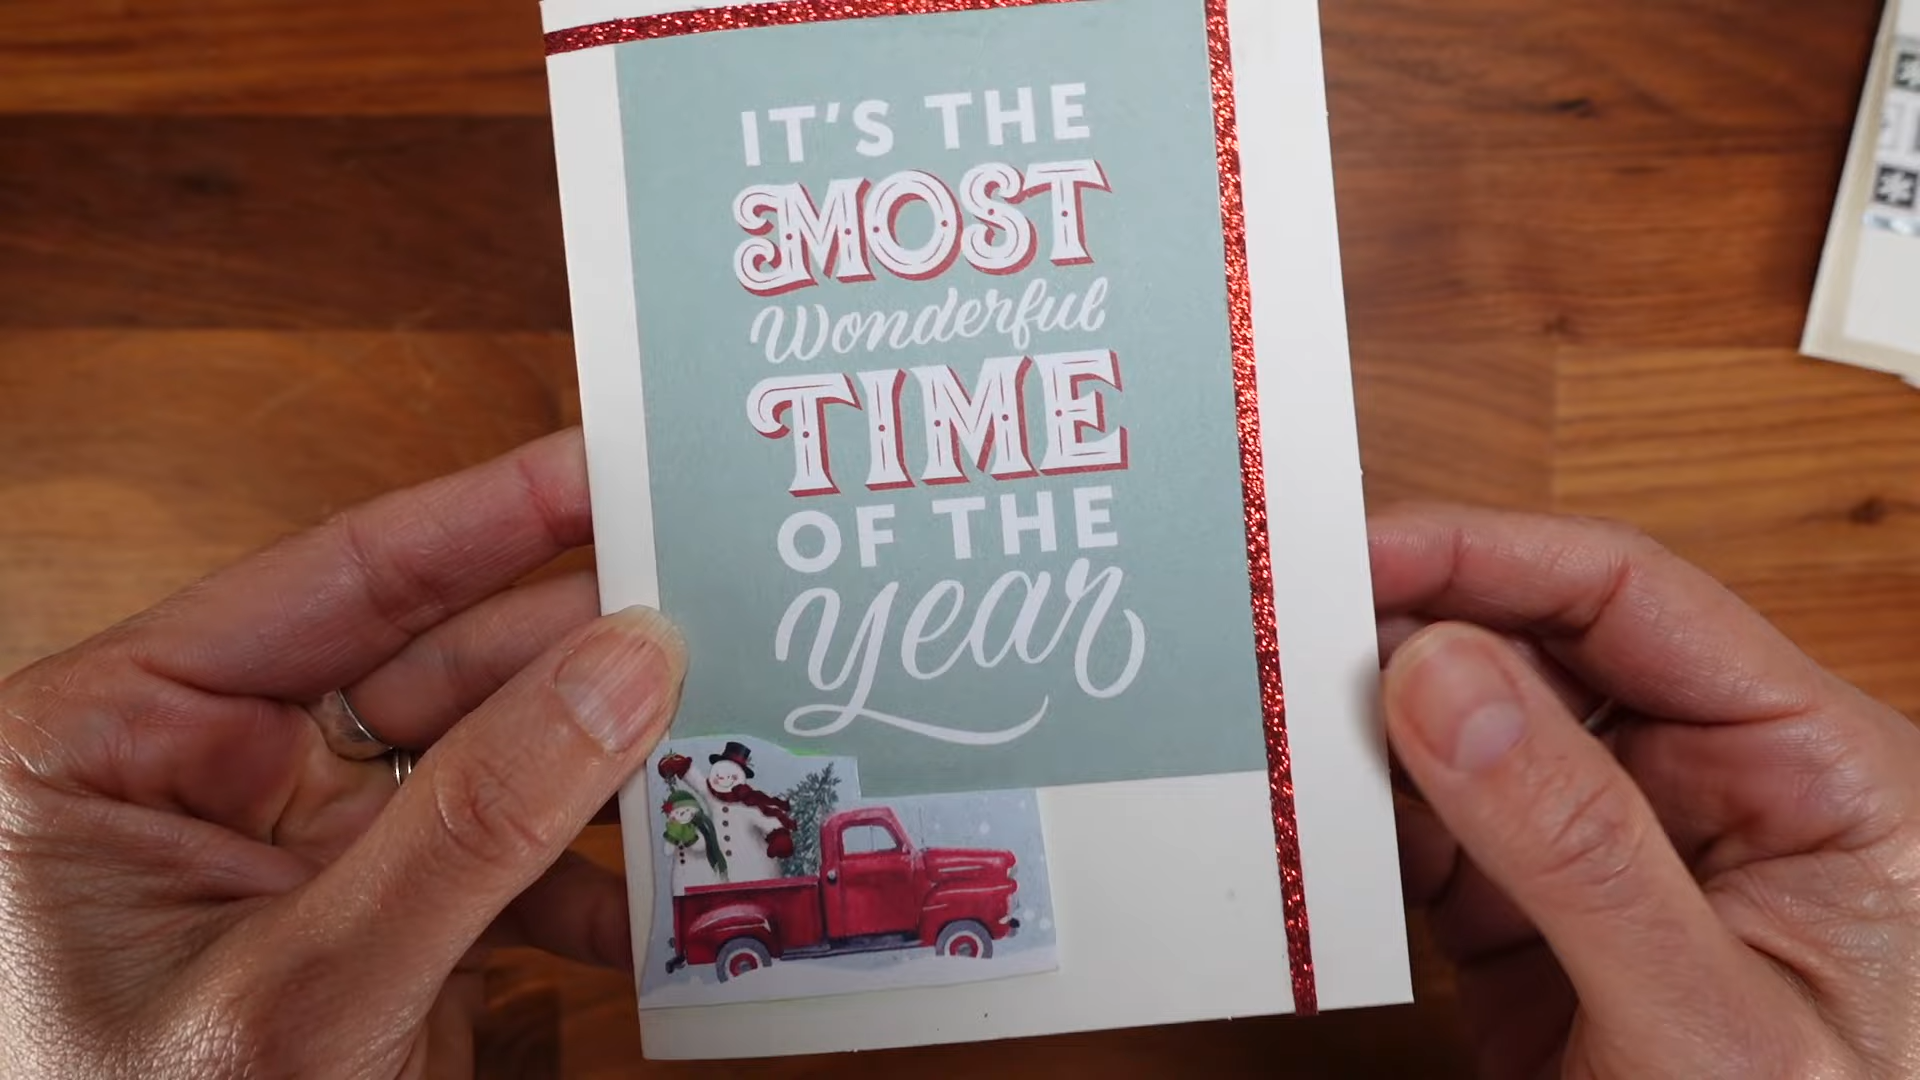 IT'S THE
MOST
Wonderful
TIME
OF THE
year